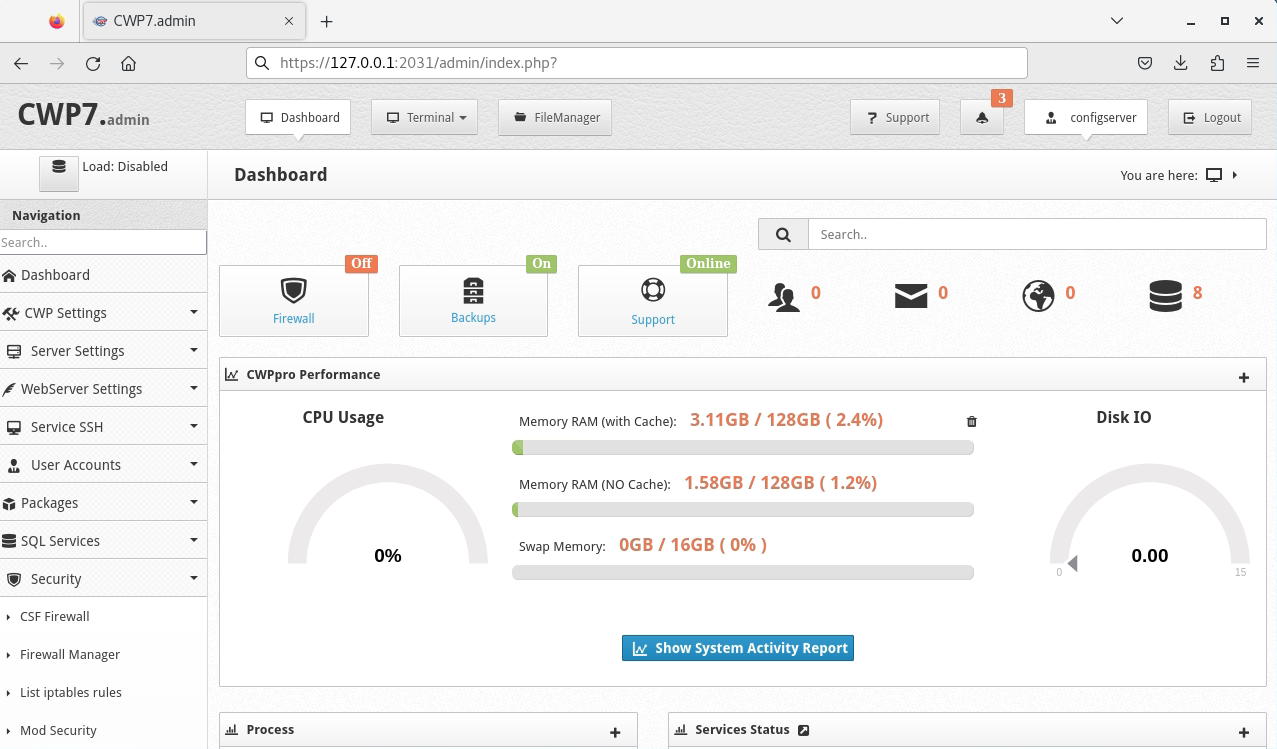 CWP7.admin
https://127.0.0.1:2031/admin/index.php?
CWP7.admin
Dashboard
Terminal
FileManager
Support
3
configserver
Logout
Load: Disabled
Dashboard
You are here:
Navigation
Search..
Dashboard
CWP Settings
Server Settings
WebServer Settings
Service SSH
User Accounts
Packages
SQL Services
Security
CSF Firewall
Firewall Manager
List iptables rules
Mod Security
Search..
Off
Firewall
On
Backups
Online
Support
0
0
0
8
CWPpro Performance
CPU Usage
0%
Memory RAM (with Cache): 3.11GB / 128GB ( 2.4%)
Memory RAM (NO Cache): 1.58GB / 128GB ( 1.2%)
Swap Memory: 0GB / 16GB ( 0% )
Disk IO
0.00
0
15
Show System Activity Report
Process
Services Status